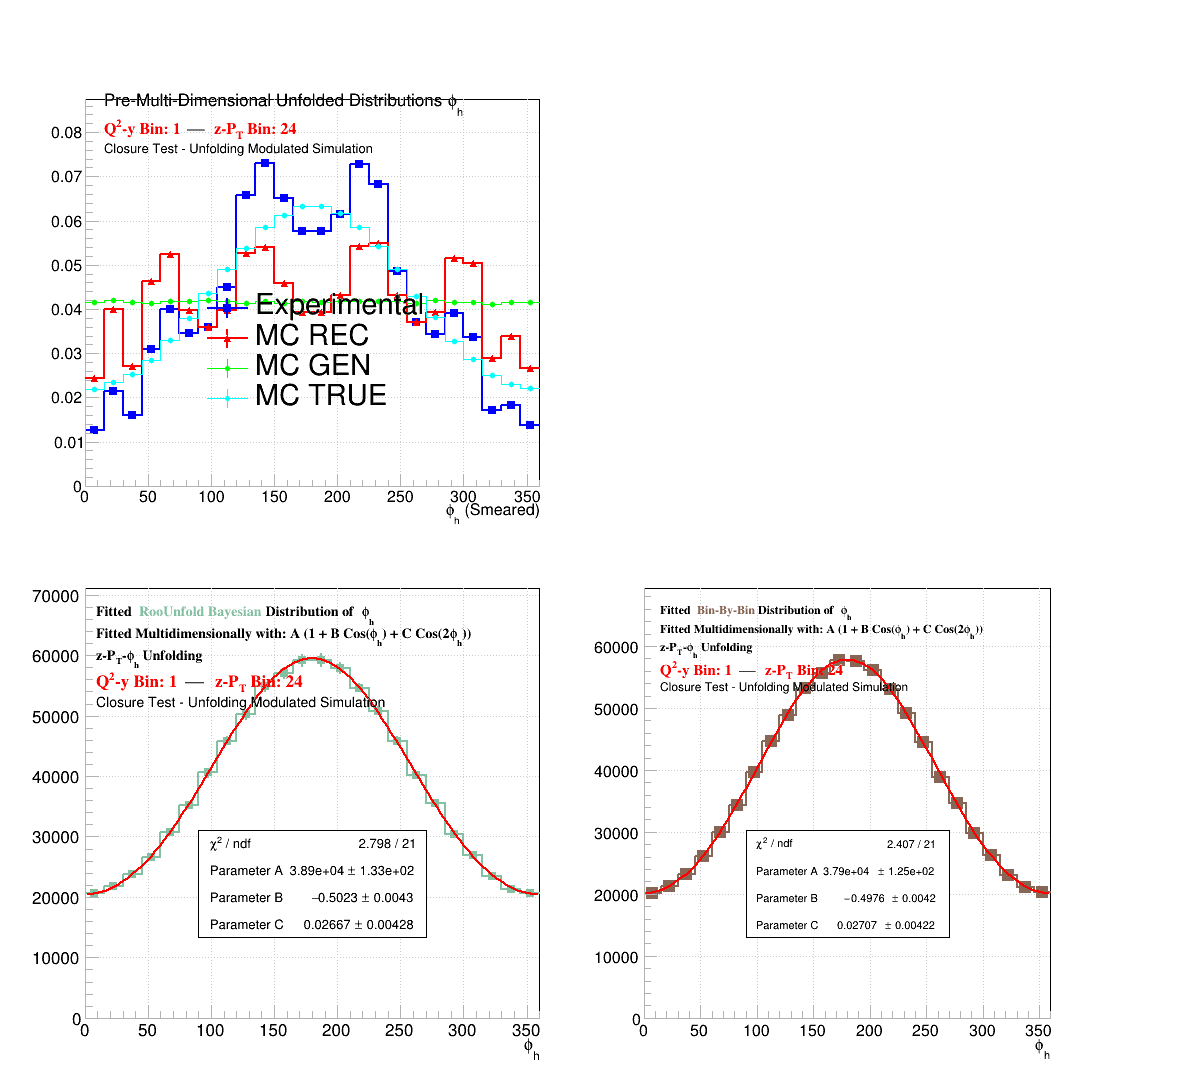 Pre-Multi-Dimensional Unfolded Distributions ϕh
Q2-y Bin: 1 — z-PT Bin: 24
Closure Test - Unfolding Modulated Simulation
0.08
0.07
0.06
0.05
0.04
0.03
0.02
0.01
0
Experimental
MC REC
MC GEN
MC TRUE
0 50 100 150 200 250 300 350
ϕh (Smeared)
Fitted RooUnfold Bayesian Distribution of ϕh
Fitted Multidimensionally with: A (1 + B Cos(ϕh) + C Cos(2ϕh))
z-PT-ϕh Unfolding
Q2-y Bin: 1 — z-PT Bin: 24
Closure Test - Unfolding Modulated Simulation
70000
60000
50000
40000
30000
20000
10000
0
χ2 / ndf 2.798 / 21
Parameter A 3.89e+04 ± 1.33e+02
Parameter B −0.5023 ± 0.0043
Parameter C 0.02667 ± 0.00428
0 50 100 150 200 250 300 350
ϕh
Fitted Bin-By-Bin Distribution of ϕh
Fitted Multidimensionally with: A (1 + B Cos(ϕh) + C Cos(2ϕh))
z-PT-ϕh Unfolding
Q2-y Bin: 1 — z-PT Bin: 24
Closure Test - Unfolding Modulated Simulation
60000
50000
40000
30000
20000
10000
0
χ2 / ndf 2.407 / 21
Parameter A 3.79e+04 ± 1.25e+02
Parameter B −0.4976 ± 0.0042
Parameter C 0.02707 ± 0.00422
0 50 100 150 200 250 300 350
ϕh